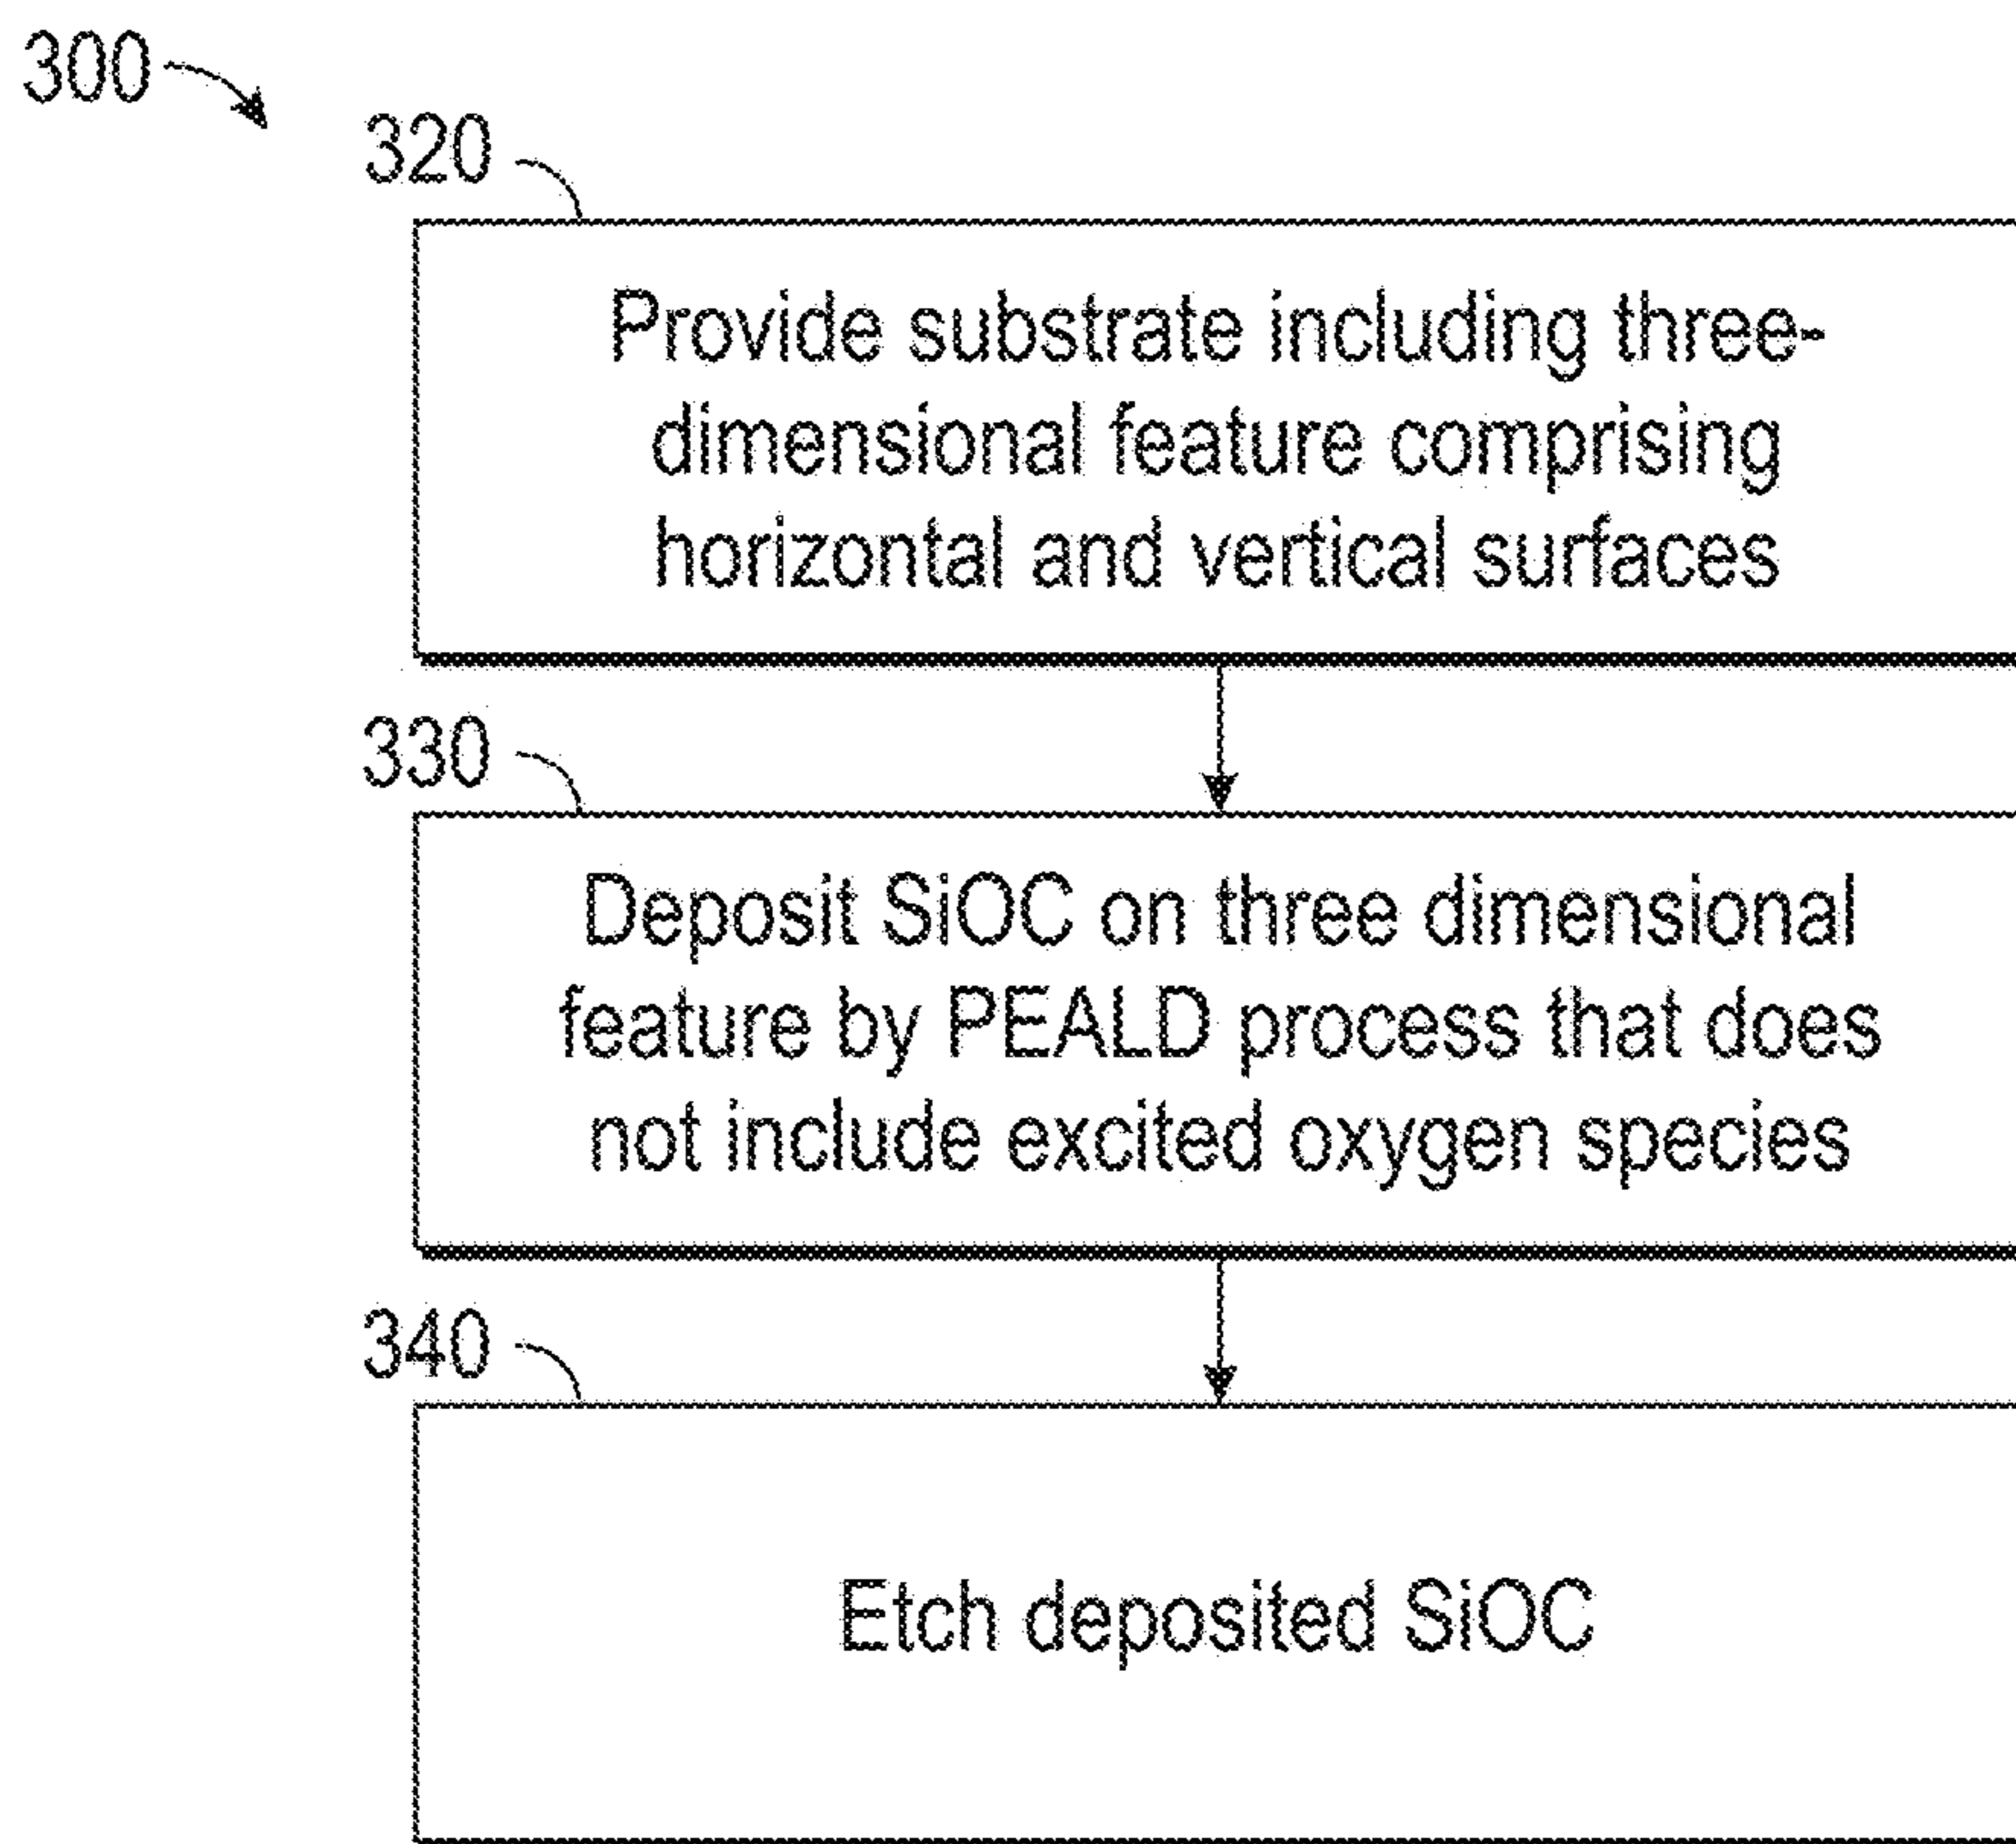 300
320
Provide substrate including three-
dimensional feature comprising
horizontal and vertical surfaces
330
Deposit SiOC on three dimensional
feature by PEALD process that does
not include excited oxygen species
340
Etch deposited SiOC